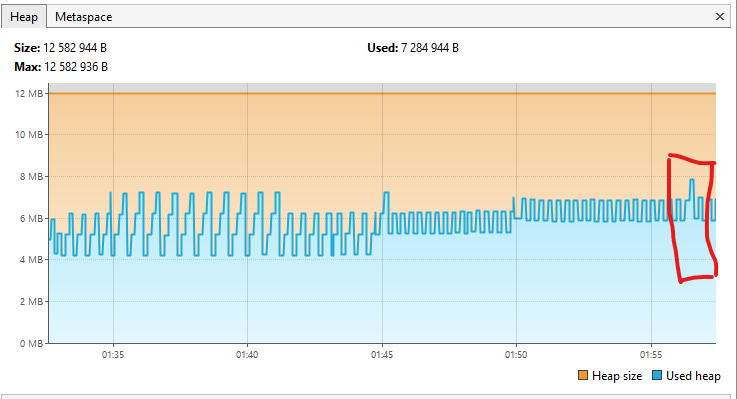 Heap Metaspace ×
Size: 12 582 944 B Used: 7 284 944 B
Max: 12 582 936 B
12 MB
10 MB
8 MB
6 MB
4 MB
2 MB
0 MB
01:35 01:40 01:45 01:50 01:55
Heap size Used heap